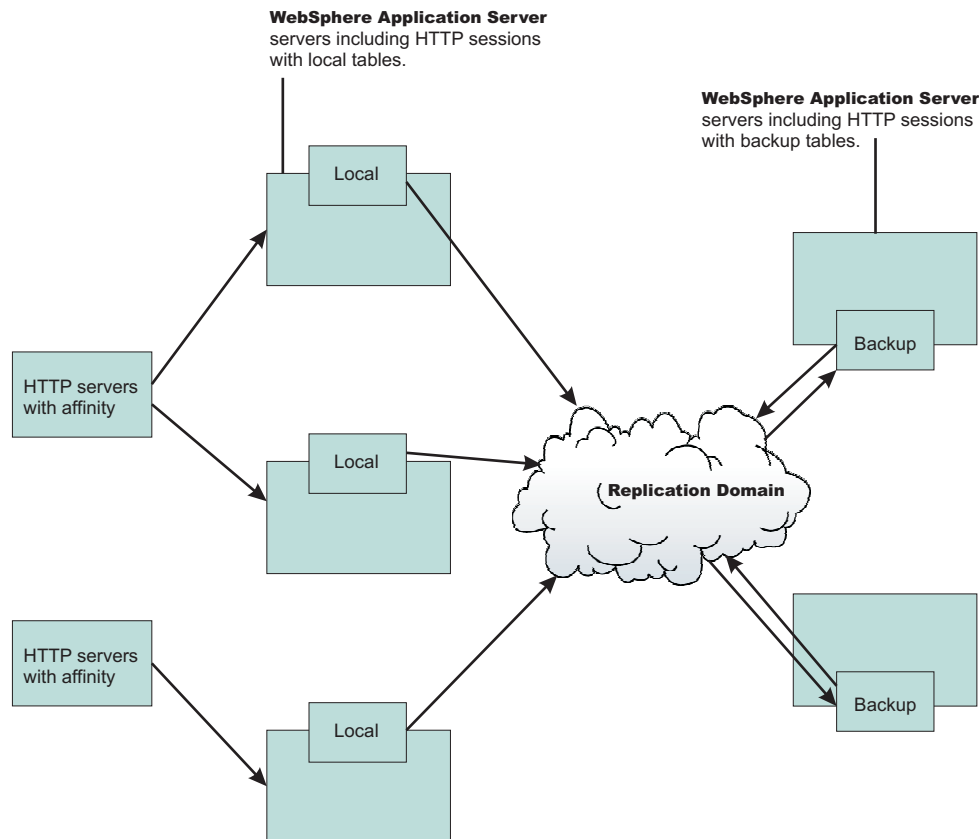 WebSphere Application Server
servers including HTTP sessions
with local tables.
WebSphere Application Server
servers including HTTP sessions
with backup tables.
Local
Backup
HTTP servers
with affinity
Local
Replication Domain
HTTP servers
with affinity
Local
Backup